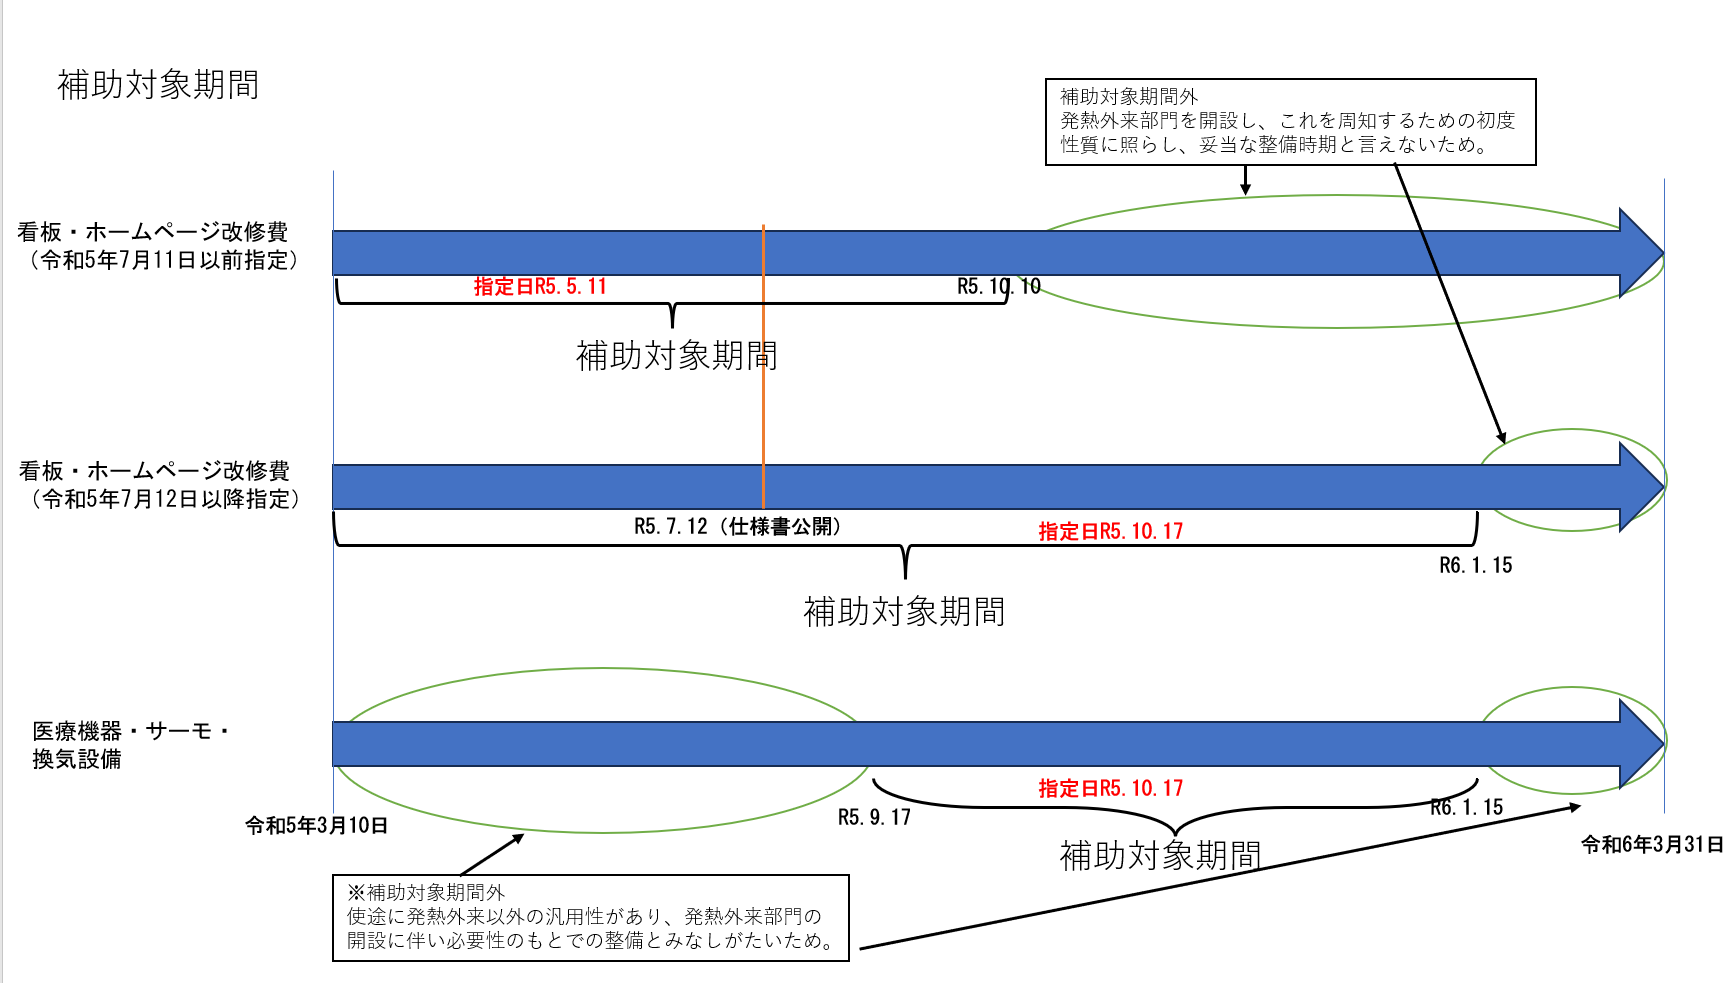 補助対象期間
補助対象期間外
発熱外来部門を開設し、これを周知するための初度
性質に照らし、妥当な整備時期と言えないため。
看板・ホームページ改修費
（令和5年7月11日以前指定）
指定日R5.5.11
R5.10.10
補助対象期間
看板・ホームページ改修費
（令和5年7月12日以降指定）
R5.7.12（仕様書公開）
指定日R5.10.17
R6.1.15
補助対象期間
医療機器・サーモ・
換気設備
指定日R5.10.17
R5.9.17
R6.1.15
令和5年3月10日
令和6年3月31日
補助対象期間
※補助対象期間外
使途に発熱外来以外の汎用性があり、発熱外来部門の
開設に伴い必要性のもとでの整備とみなしがたいため。